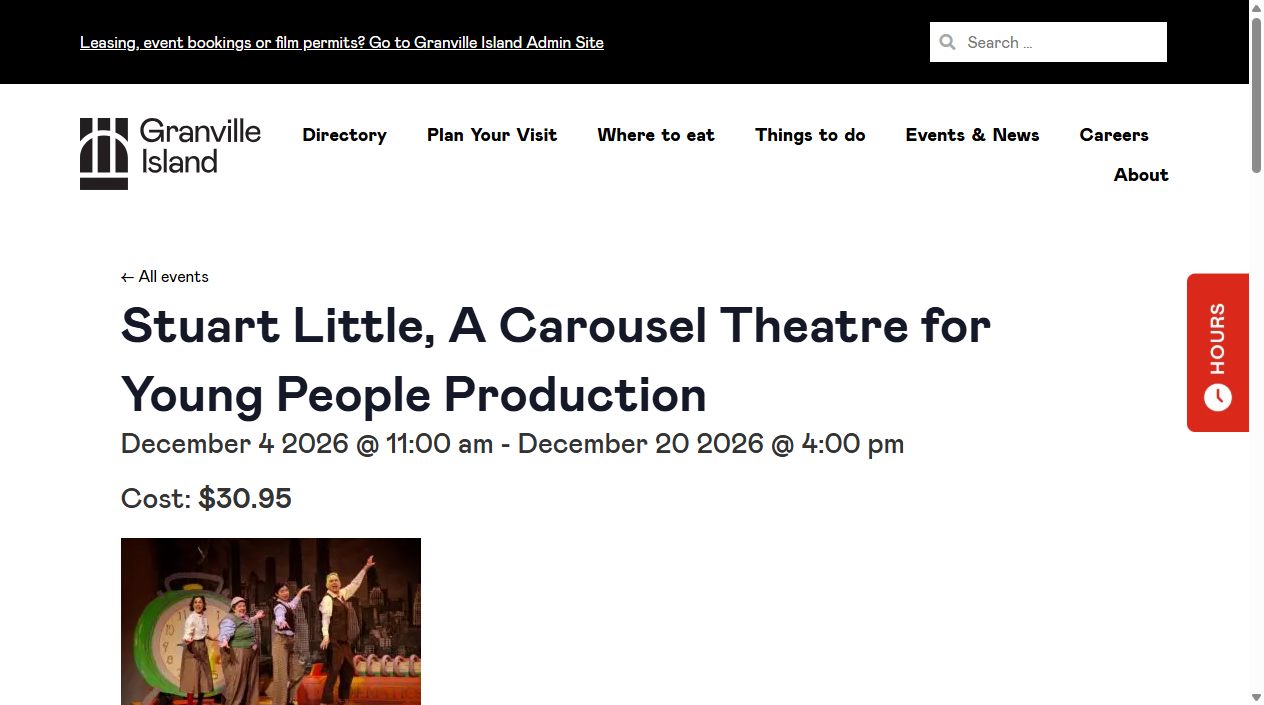 Leasing, event bookings or film permits? Go to Granville Island Admin Site
Search ...
Granville
Island
Directory
Plan Your Visit
Where to eat
Things to do
Events & News
Careers
About
← All events
Stuart Little, A Carousel Theatre for
Young People Production
December 4 2026 @ 11:00 am - December 20 2026 @ 4:00 pm
Cost: $30.95
HOURS